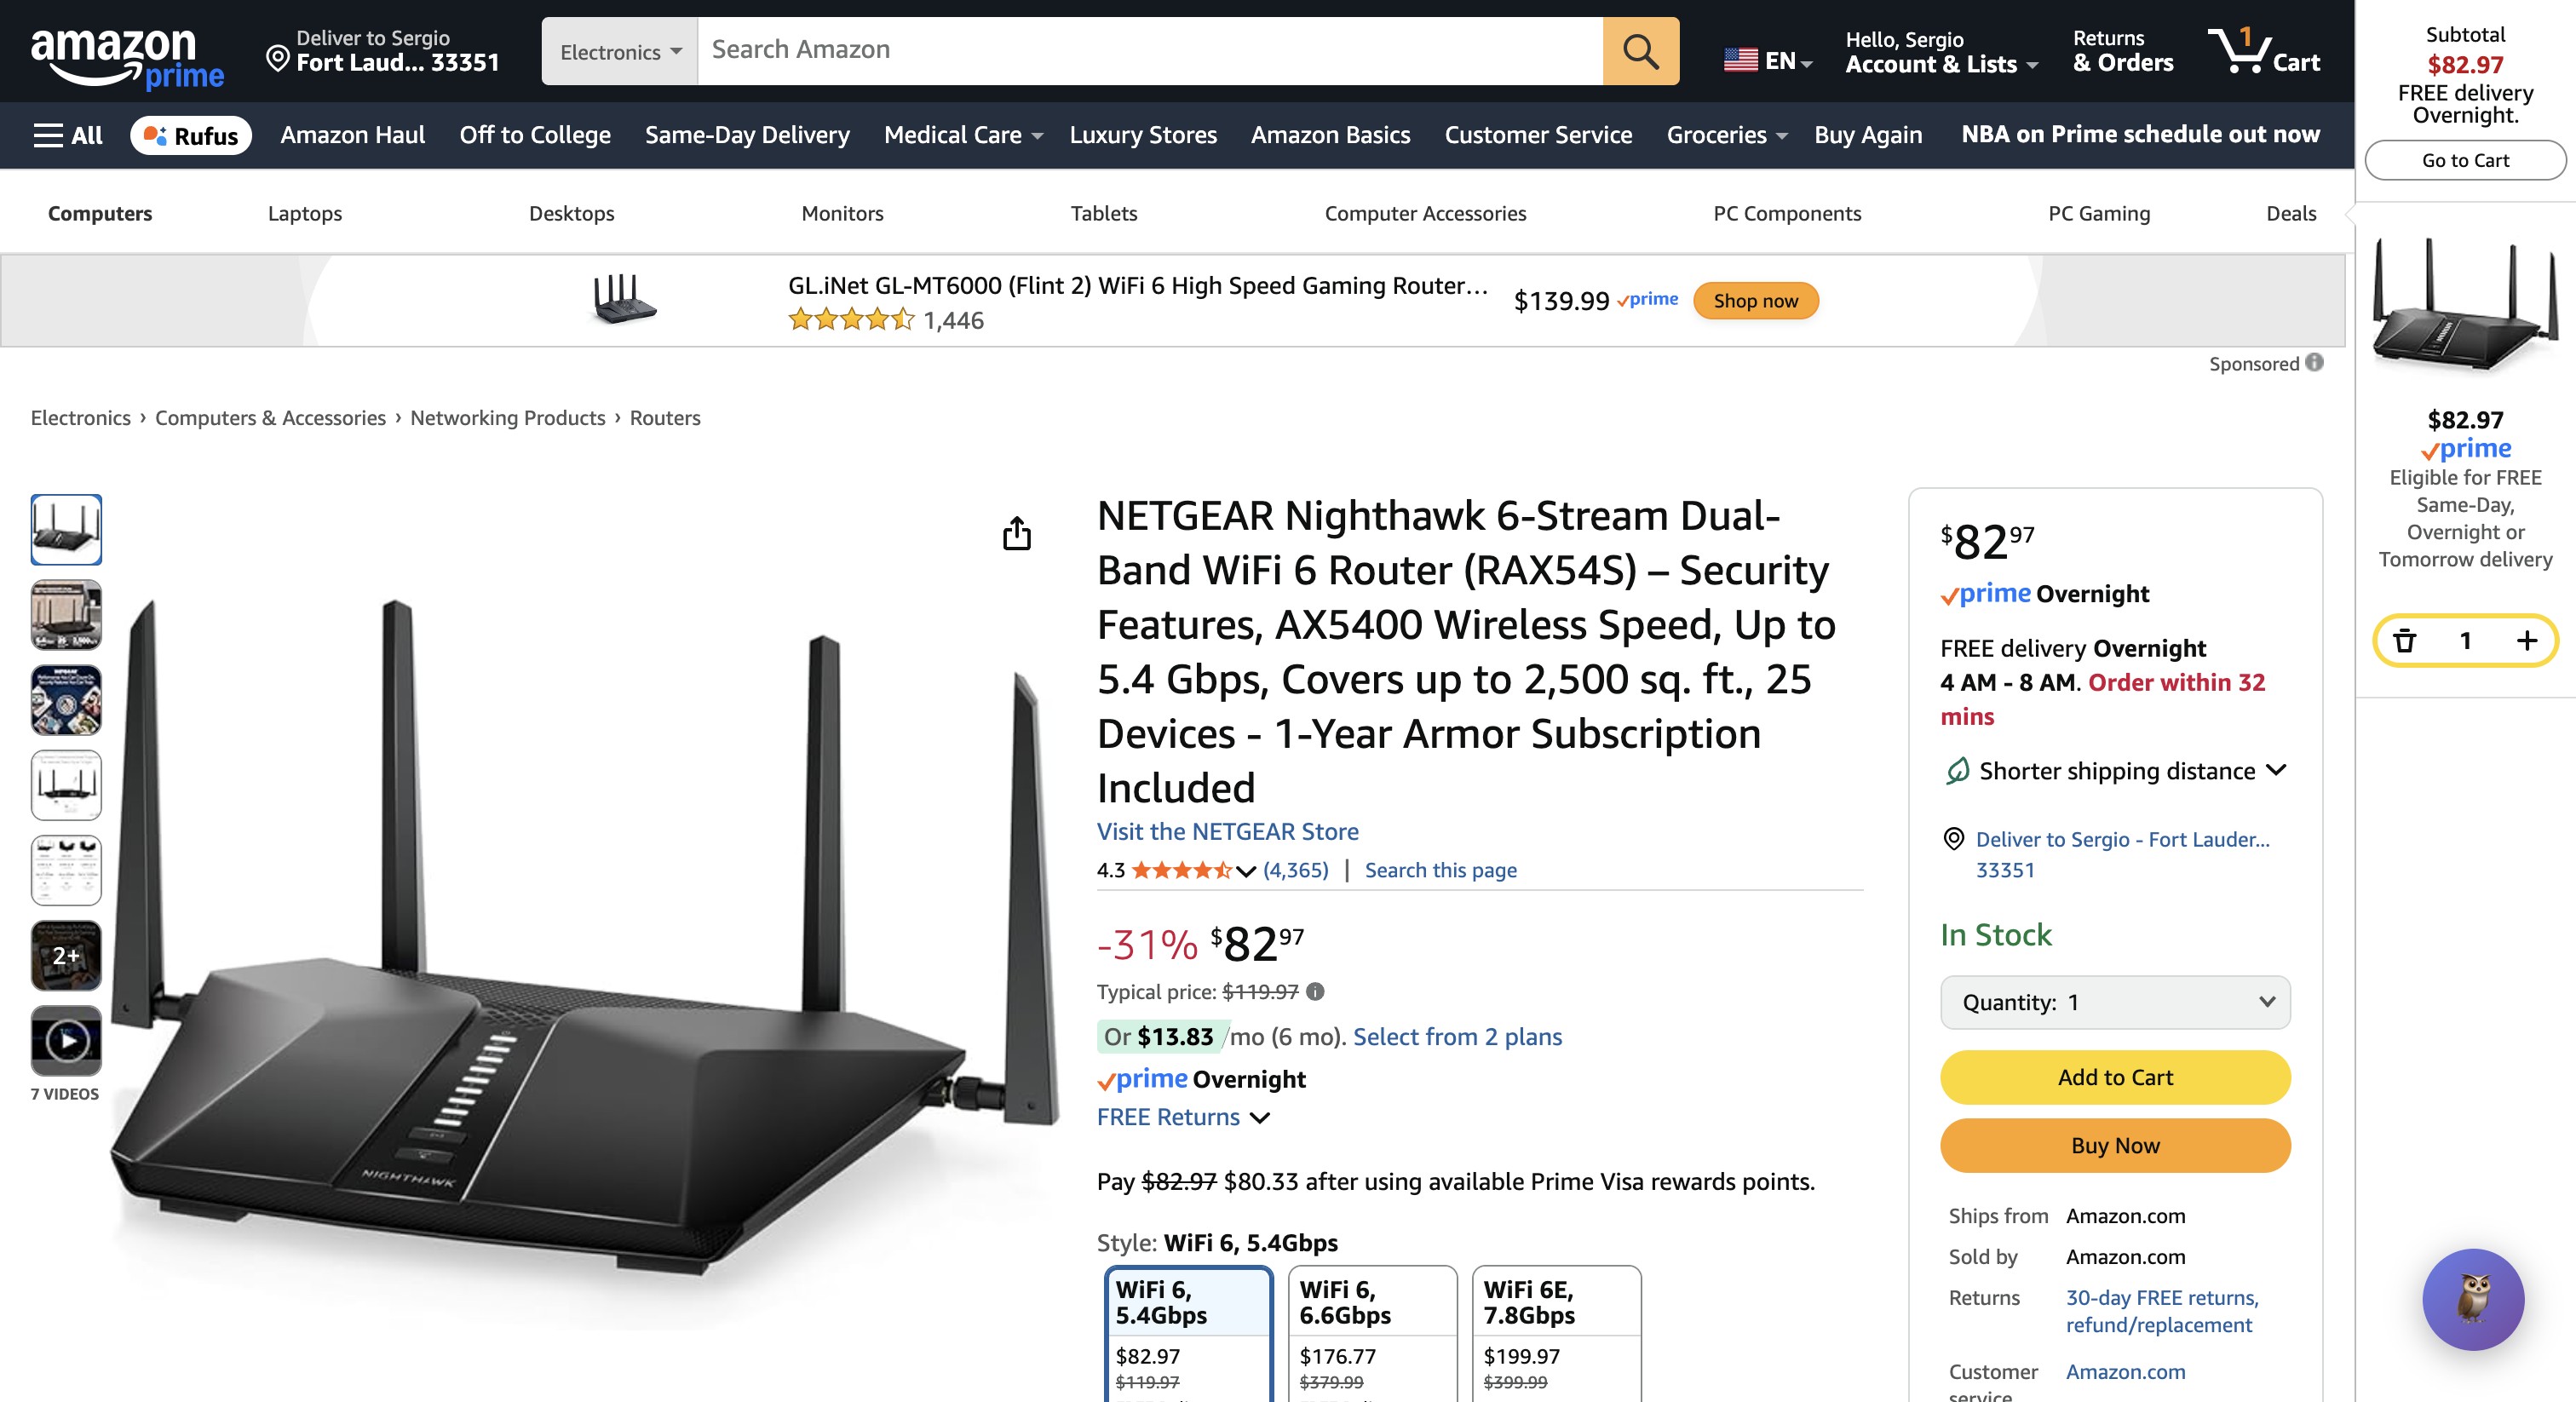 amazon
prime
Deliver to Sergio
Fort Laud... 33351
Electronics
Search Amazon
EN
Hello, Sergio
Account & Lists
Returns
& Orders
1
Cart
All
Rufus
Amazon Haul
Off to College
Same-Day Delivery
Medical Care
Luxury Stores
Amazon Basics
Customer Service
Groceries
Buy Again
NBA on Prime schedule out now
Computers
Laptops
Desktops
Monitors
Tablets
Computer Accessories
PC Components
PC Gaming
Deals
GL.iNet GL-MT6000 (Flint 2) WiFi 6 High Speed Gaming Router...
1,446
$139.99 prime
Shop now
Sponsored
Electronics › Computers & Accessories › Networking Products › Routers
2+
7 VIDEOS
NIGHTHAWK
NETGEAR Nighthawk 6-Stream Dual-
Band WiFi 6 Router (RAX54S) – Security
Features, AX5400 Wireless Speed, Up to
5.4 Gbps, Covers up to 2,500 sq. ft., 25
Devices - 1-Year Armor Subscription
Included
Visit the NETGEAR Store
4.3 (4,365) | Search this page
-31% $82.97
Typical price: $119.97
Or $13.83 /mo (6 mo). Select from 2 plans
prime Overnight
FREE Returns
Pay $82.97 $80.33 after using available Prime Visa rewards points.
Style: WiFi 6, 5.4Gbps
WiFi 6,
5.4Gbps
$82.97
$119.97
WiFi 6,
6.6Gbps
$176.77
$379.99
WiFi 6E,
7.8Gbps
$199.97
$399.99
$82.97
prime Overnight
FREE delivery Overnight
4 AM - 8 AM. Order within 32
mins
Shorter shipping distance
Deliver to Sergio - Fort Lauder...
33351
In Stock
Quantity: 1
Add to Cart
Buy Now
Ships from Amazon.com
Sold by Amazon.com
Returns 30-day FREE returns,
refund/replacement
Customer Amazon.com
service
Subtotal
$82.97
FREE delivery
Overnight.
Go to Cart
$82.97
prime
Eligible for FREE
Same-Day,
Overnight or
Tomorrow delivery
1